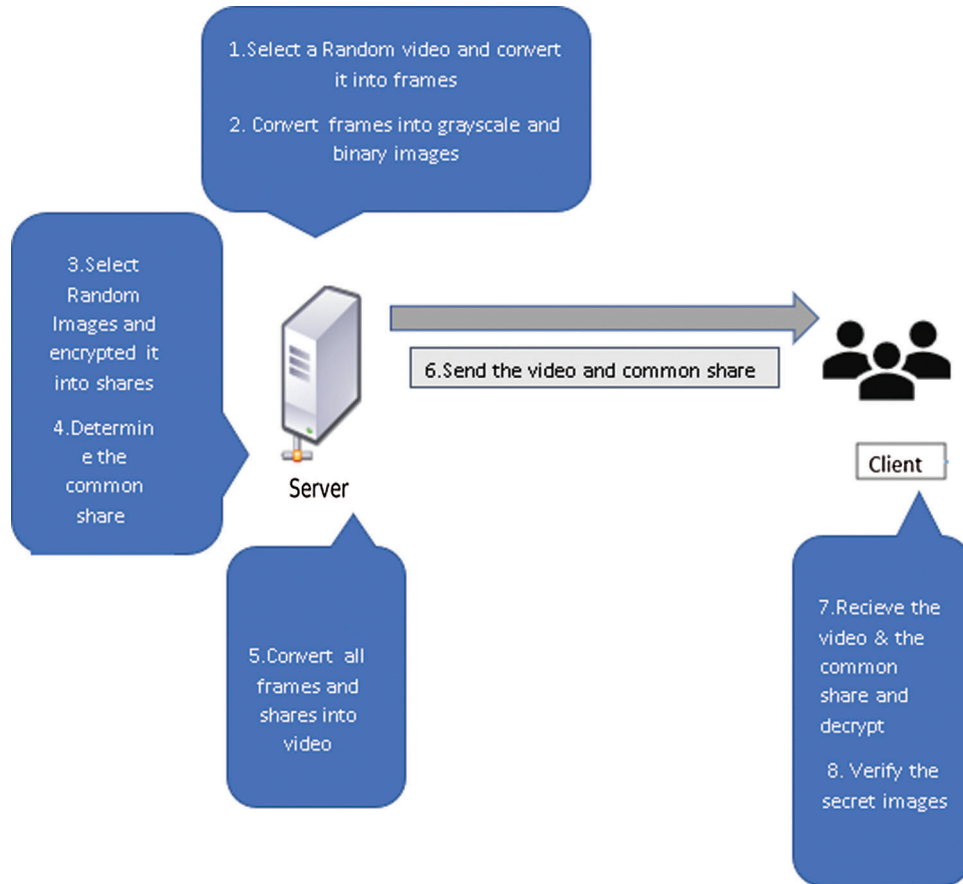 1.Select a Random video and convert
it into frames
2. Convert frames into grayscale and
binary images
3.Select
Random
Images and
encrypted it
into shares
4.Determin
e the
common
share
Server
5.Convert all
frames and
shares into
video
6.Send the video and common share
Client
7.Recieve the
video & the
common
share and
decrypt
8. Verify the
secret images